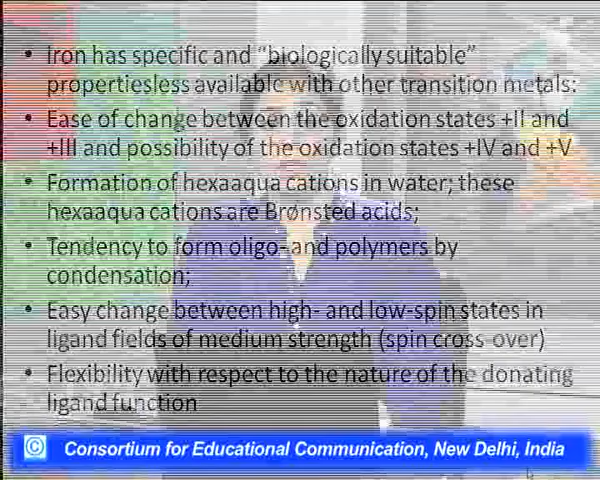 • Iron has specific and "biologically suitable"
propertiesless available with other transition metals:
• Ease of change between the oxidation states +II and
+III and possibility of the oxidation states +IV and +V
• Formation of hexaaqua cations in water; these
hexaaqua cations are Brønsted acids;
• Tendency to form oligo- and polymers by
condensation;
• Easy change between high- and low-spin states in
ligand fields of medium strength (spin cross-over)
• Flexibility with respect to the nature of the donating
ligand function
© Consortium for Educational Communication, New Delhi, India